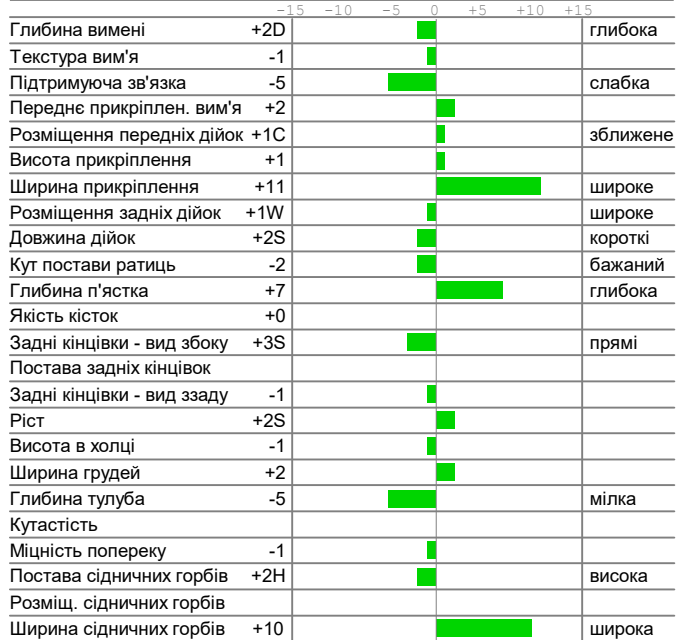 -15 -10 -5 0 +5 +10 +15
Глибина вимені +2D глибока
Текстура вим'я -1
Підтримуюча зв'язка -5 слабка
Переднє прикріплен. вим'я +2
Розміщення передніх дійок +1C зближене
Висота прикріплення +1
Ширина прикріплення +11 широке
Розміщення задніх дійок +1W широке
Довжина дійок +2S короткі
Кут постави ратиць -2 бажаний
Глибина п'ястка +7 глибока
Якість кісток +0
Задні кінцівки - вид збоку +3S прямі
Постава задніх кінцівок
Задні кінцівки - вид ззаду -1
Ріст +2S
Висота в холці -1
Ширина грудей +2
Глибина тулуба -5 мілка
Кутастість
Міцність попереку -1
Постава сідничних горбів +2H висока
Розміщ. сідничних горбів
Ширина сідничних горбів +10 широка